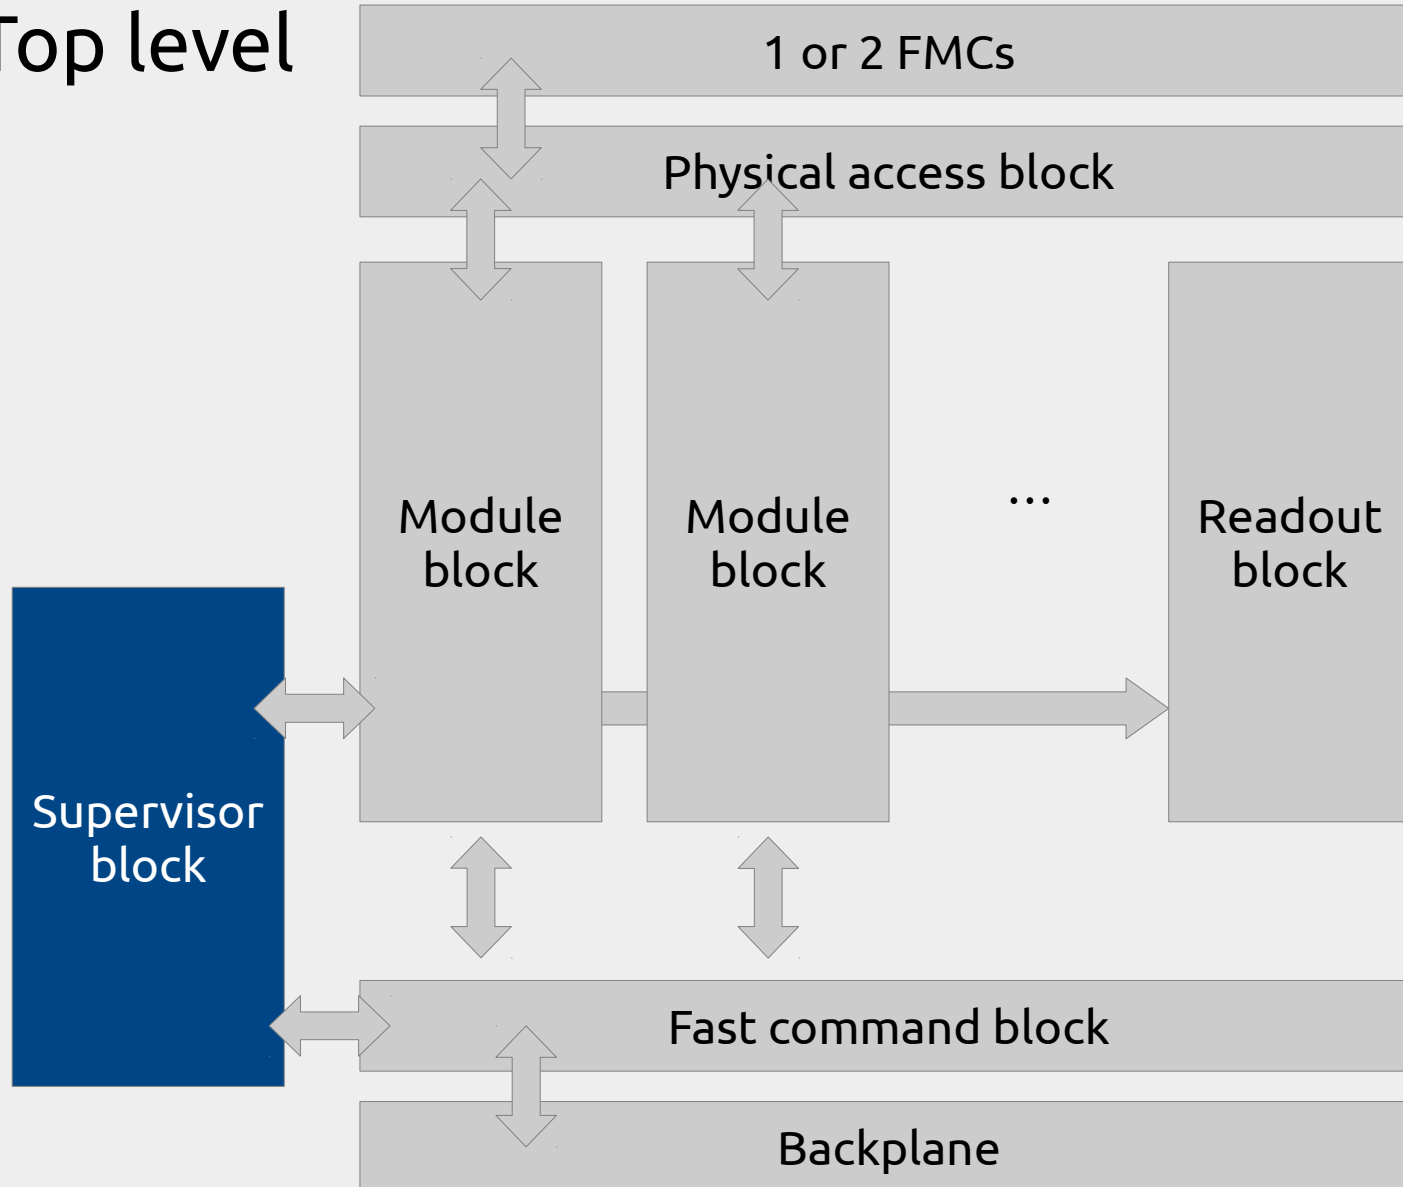 Top level
1 or 2 FMCs
Physical access block
Module
block
Module
block
...
Readout
block
Supervisor
block
Fast command block
Backplane